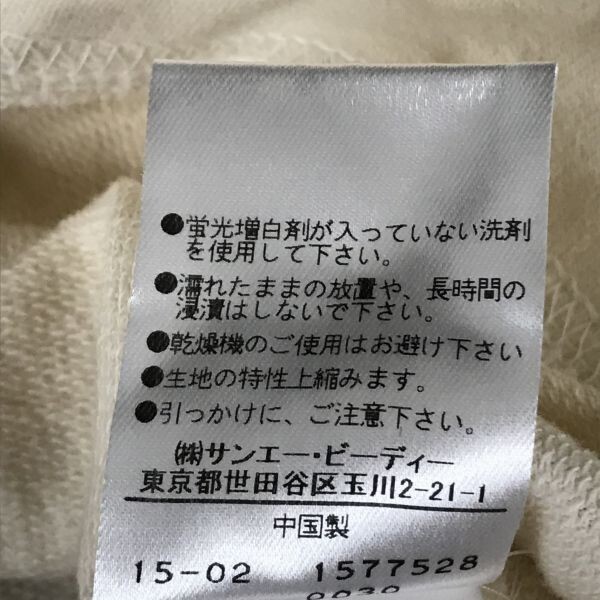 ●蛍光増白剤が入っていない洗剤
を使用して下さい。
●濡れたままの放置や、長時間の
浸漬はしないで下さい。
●乾燥機のご使用はお避け下さい
●生地の特性上縮みます。
●引っかけに、ご注意下さい。
㈱サンエー・ビーディー
東京都世田谷区玉川2-21-1
中国製
15-02 1577528
0030